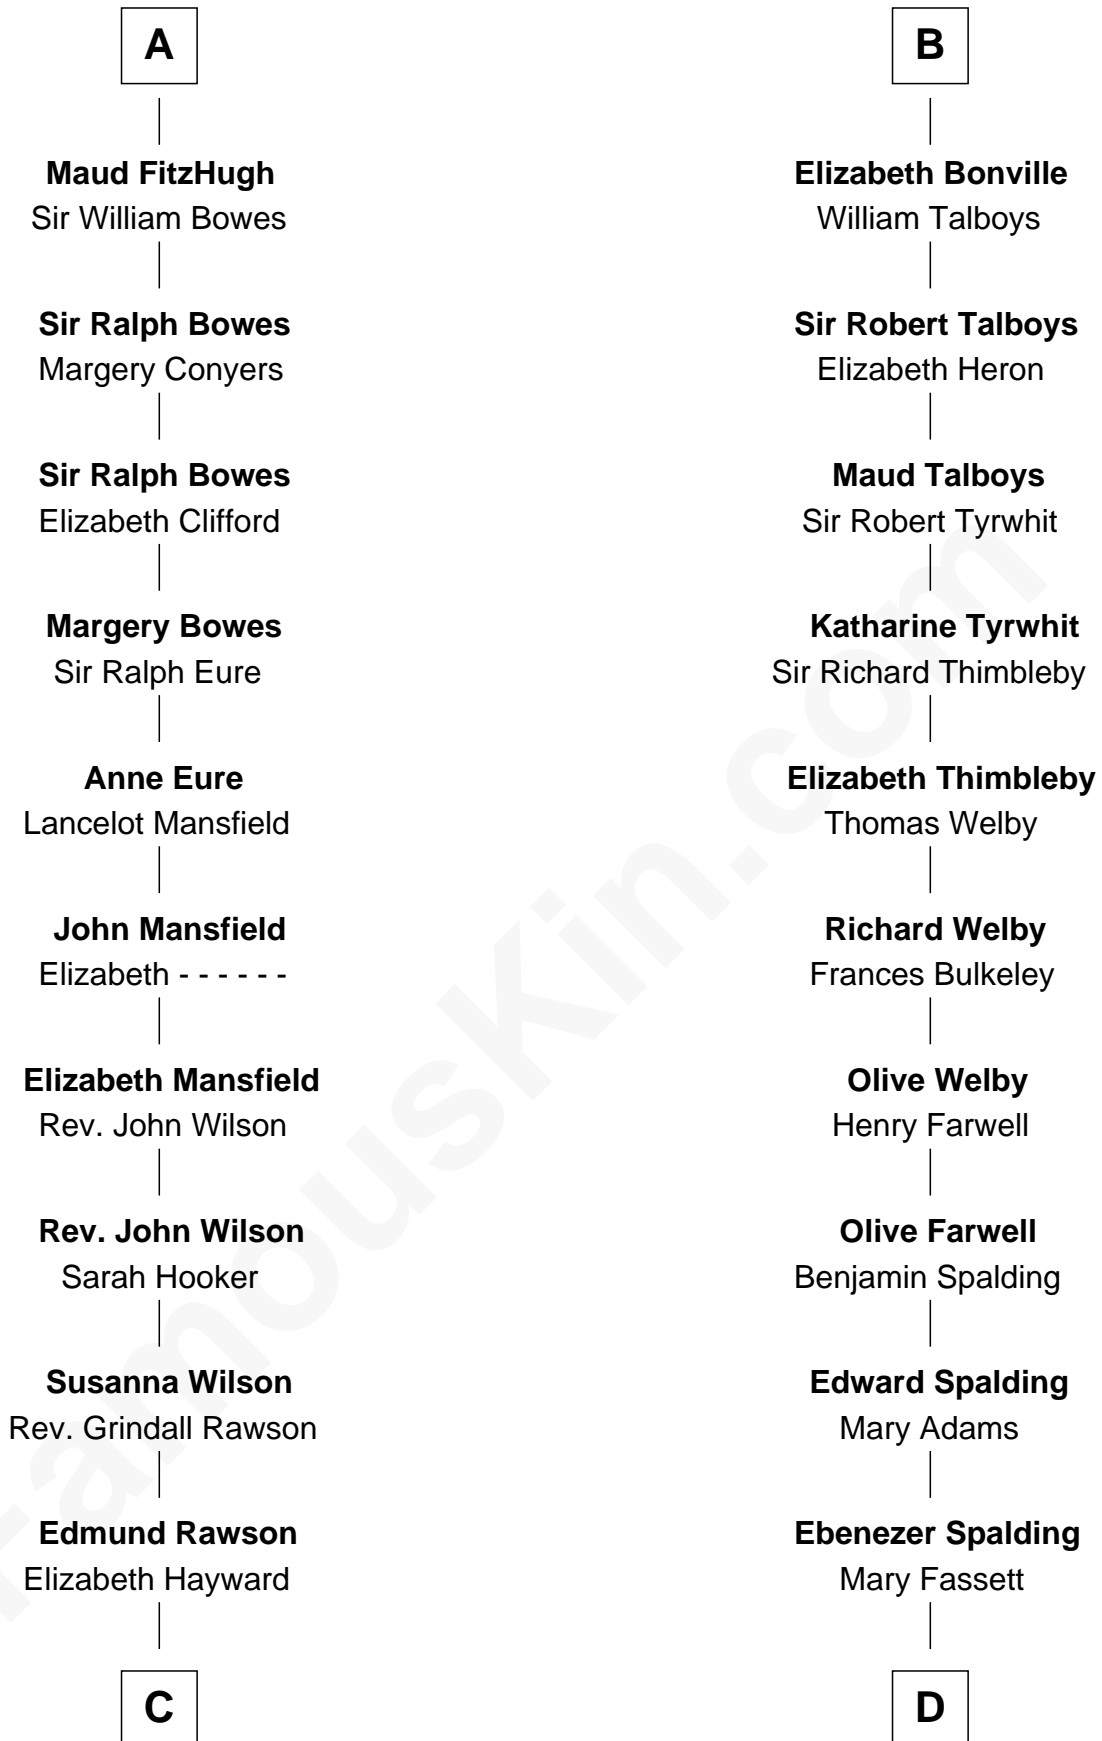 A
Maud FitzHugh
Sir William Bowes
Sir Ralph Bowes
Margery Conyers
Sir Ralph Bowes
Elizabeth Clifford
Margery Bowes
Sir Ralph Eure
Anne Eure
Lancelot Mansfield
John Mansfield
Elizabeth - - - - - -
Elizabeth Mansfield
Rev. John Wilson
Rev. John Wilson
Sarah Hooker
Susanna Wilson
Rev. Grindall Rawson
Edmund Rawson
Elizabeth Hayward
C
B
Elizabeth Bonville
William Talboys
Sir Robert Talboys
Elizabeth Heron
Maud Talboys
Sir Robert Tyrwhit
Katharine Tyrwhit
Sir Richard Thimbleby
Elizabeth Thimbleby
Thomas Welby
Richard Welby
Frances Bulkeley
Olive Welby
Henry Farwell
Olive Farwell
Benjamin Spalding
Edward Spalding
Mary Adams
Ebenezer Spalding
Mary Fassett
D
FamousKin.com